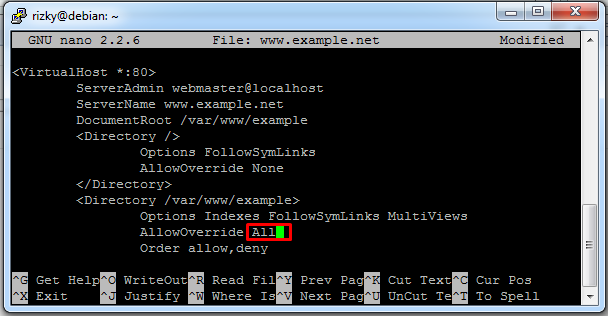 rizky@debian: ~
GNU nano 2.2.6 File: www.example.net Modified
<VirtualHost *:80>
ServerAdmin webmaster@localhost
ServerName www.example.net
DocumentRoot /var/www/example
<Directory />
Options FollowSymLinks
AllowOverride None
</Directory>
<Directory /var/www/example>
Options Indexes FollowSymLinks MultiViews
AllowOverride All
Order allow,deny
^G Get Help^O WriteOut^R Read Fil^Y Prev Pag^K Cut Text^C Cur Pos
^X Exit ^J Justify ^W Where Is^V Next Pag^U UnCut Te^T To Spell